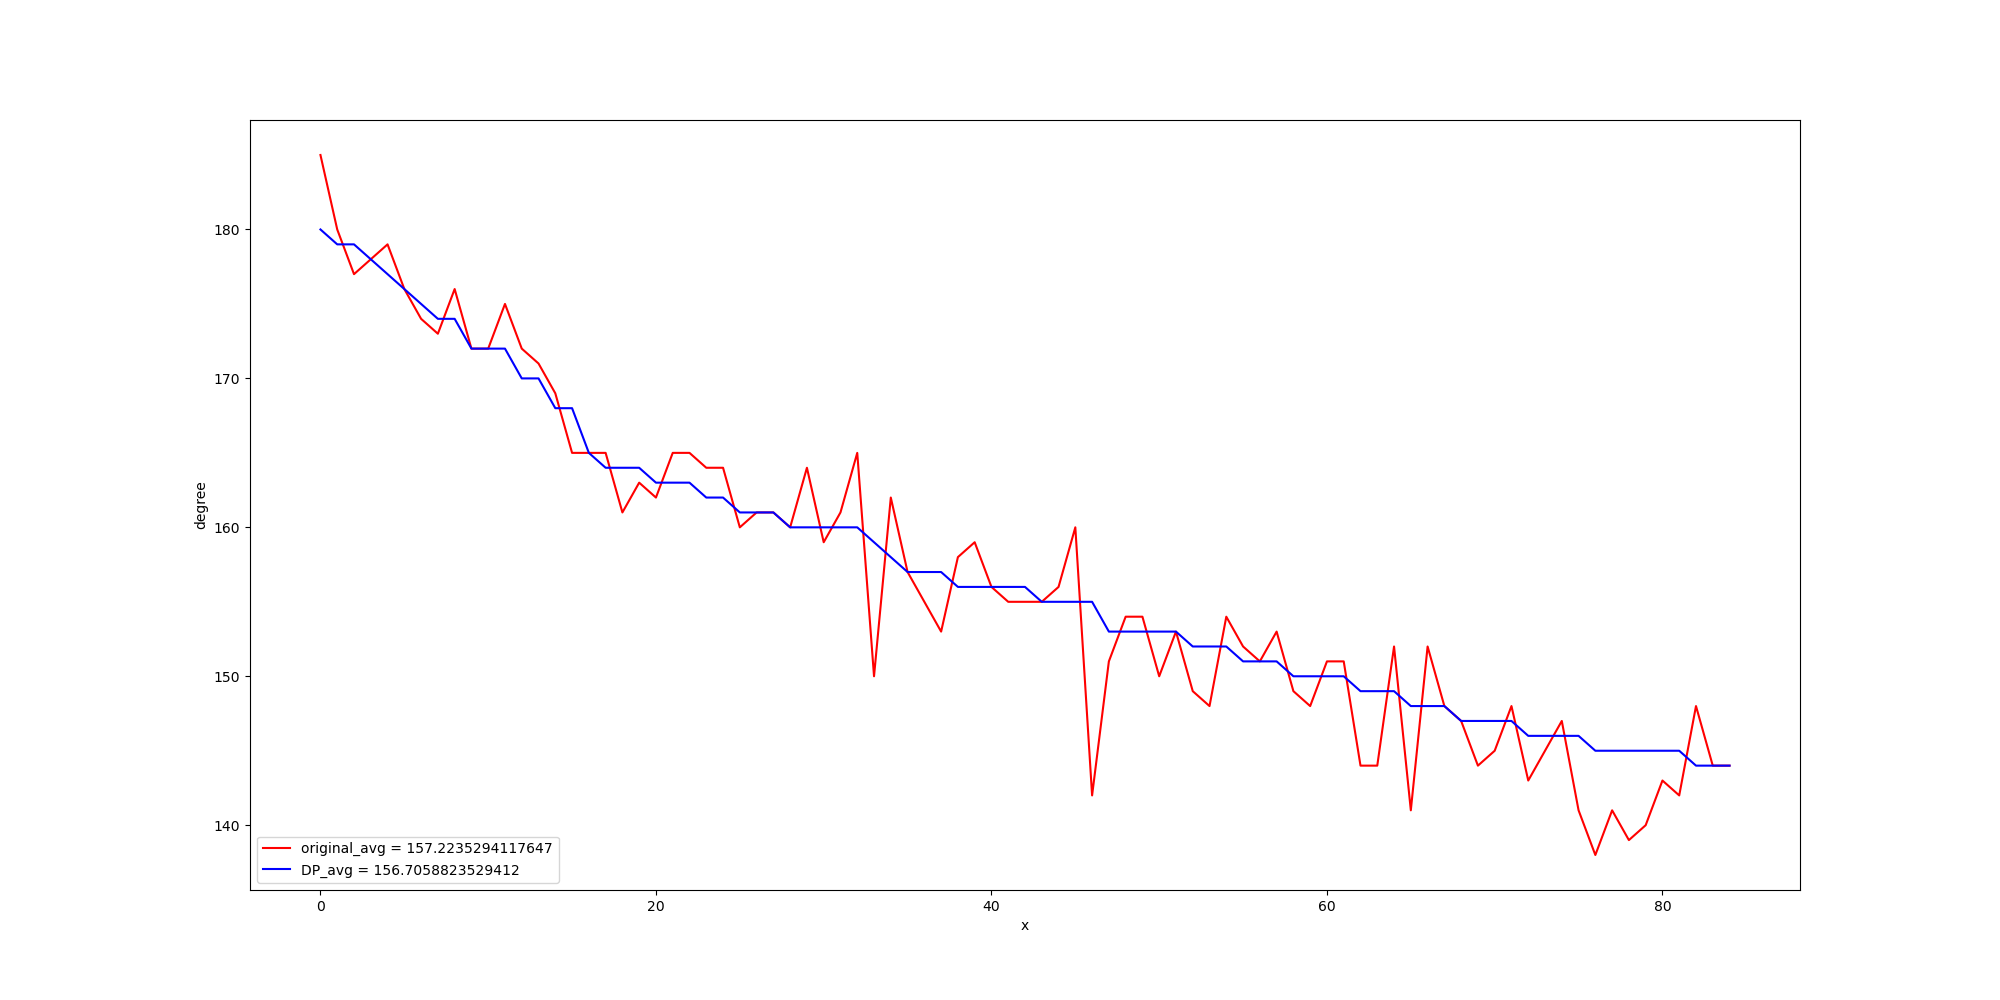 180
170
160
150
140
degree
original_avg = 157.2235294117647
DP_avg = 156.7058823529412
0 20 40 60 80
x